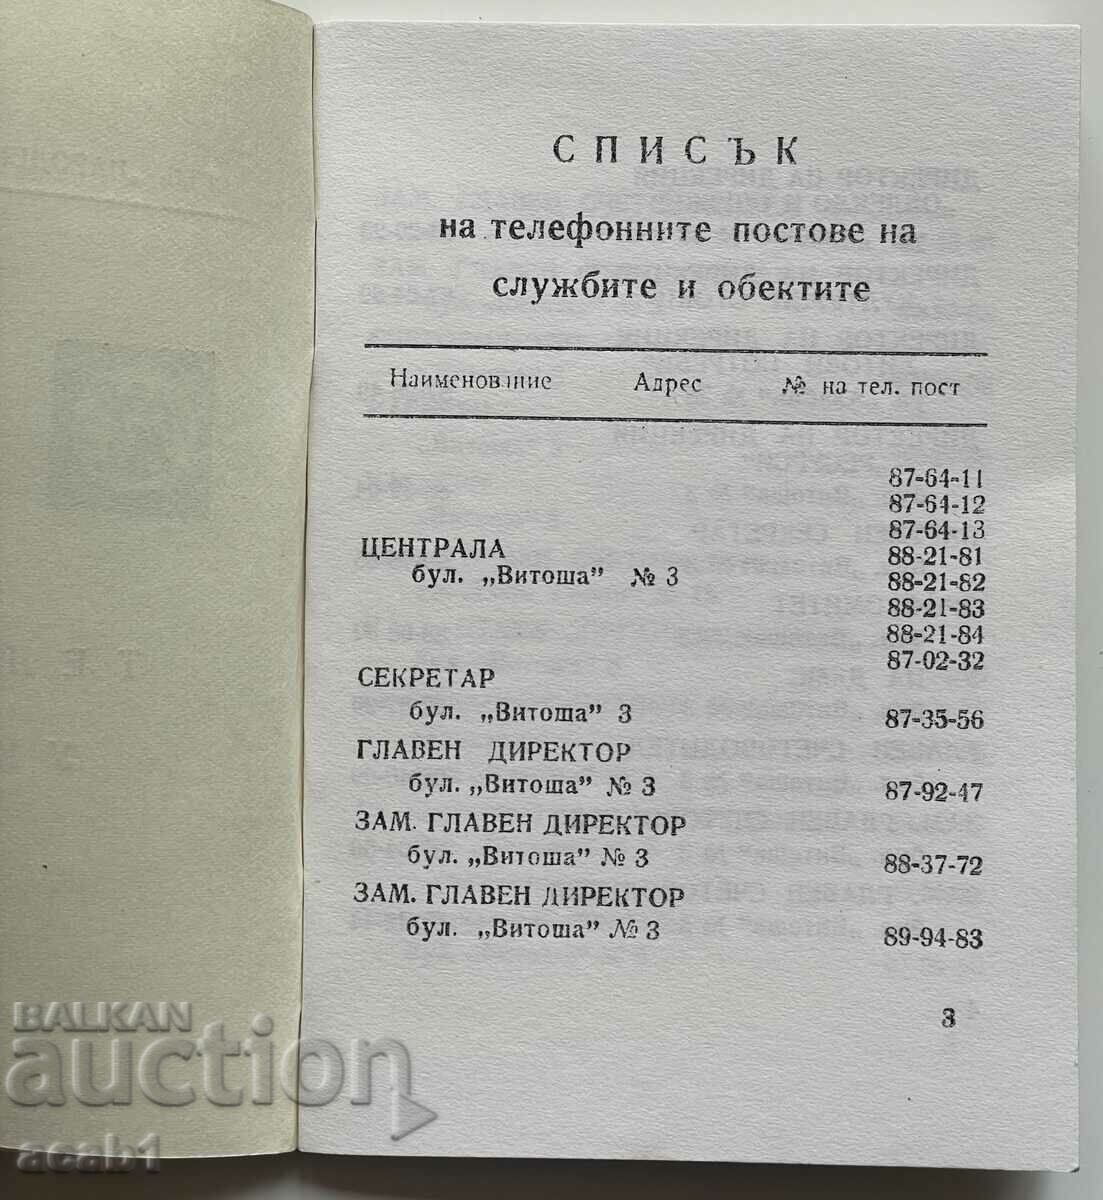 СПИСЪК
на телефонните постове на
службите и обектите
Наименование Адрес № на тел. пост
87-64-11
87-64-12
87-64-13
ЦЕНТРАЛА 88-21-81
бул. „Витоша” № 3 88-21-82
88-21-83
88-21-84
87-02-32
СЕКРЕТАР
бул. „Витоша” 3 87-35-56
ГЛАВЕН ДИРЕКТОР
бул. „Витоша” № 3 87-92-47
ЗАМ. ГЛАВЕН ДИРЕКТОР
бул. „Витоша” № 3 88-37-72
ЗАМ. ГЛАВЕН ДИРЕКТОР
бул. „Витоша” № 3 89-94-83
3
BALKAN
auction
acab1